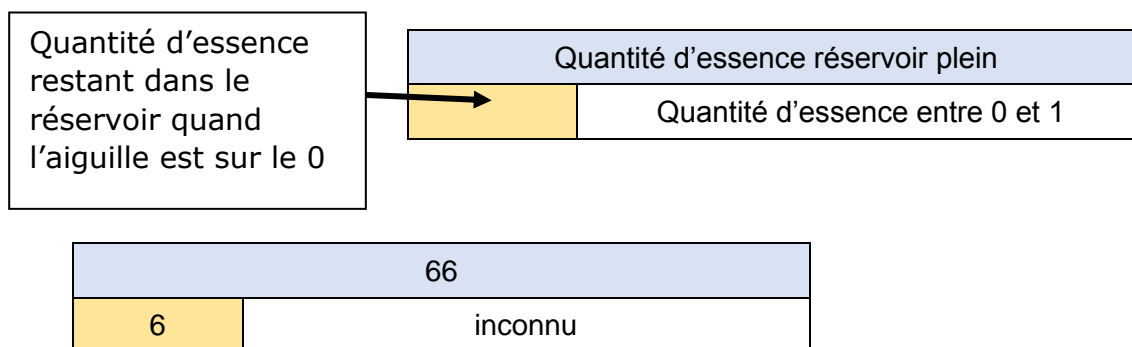 Quantité d’essence
restant dans le
réservoir quand
l’aiguille est sur le 0
Quantité d’essence réservoir plein
Quantité d’essence entre 0 et 1
66
6 inconnu